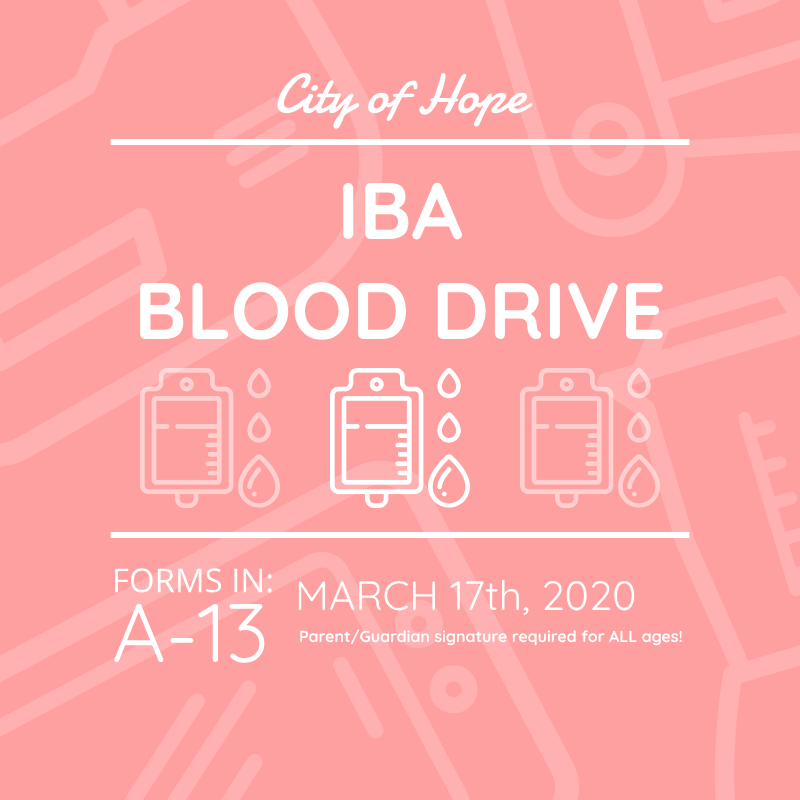 City of Hope
IBA
BLOOD DRIVE
FORMS IN:
A-13
MARCH 17th, 2020
Parent/Guardian signature required for ALL ages!